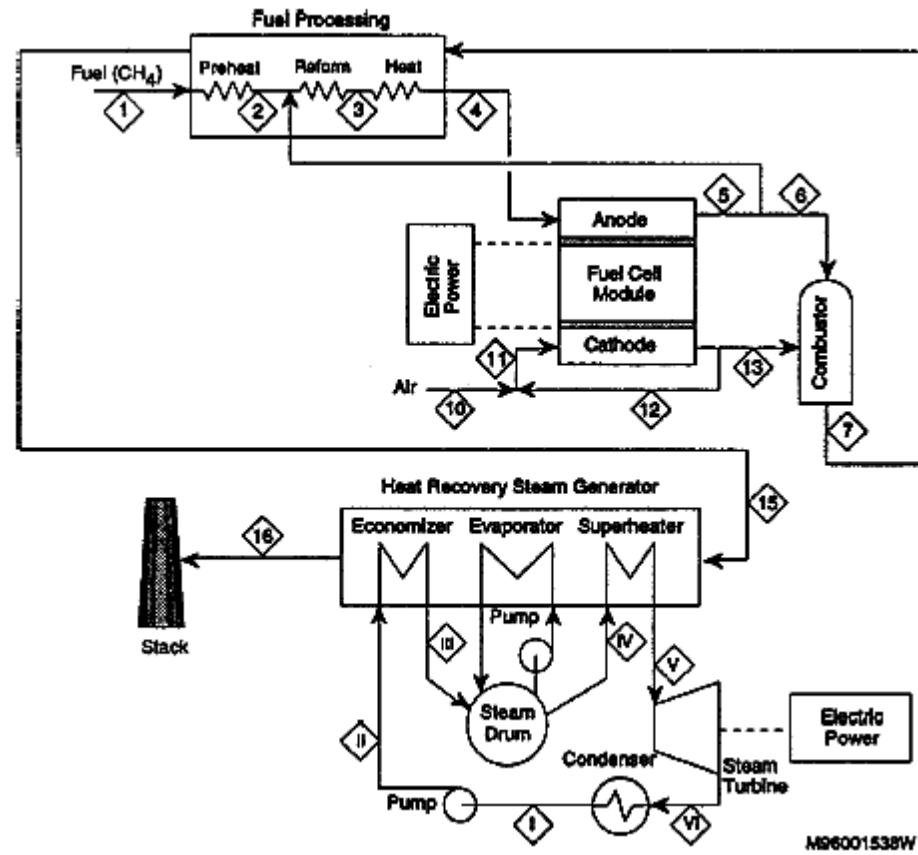 Fuel Processing
Fuel (CH4)
Preheat
Reform
Heat
1
2
3
4
5
6
Anode
Fuel Cell
Module
Cathode
Electric
Power
Combustor
11
13
Air
10
12
7
Heat Recovery Steam Generator
15
Economizer
Evaporator
Superheater
16
Stack
Pump
III
IV
V
Steam
Drum
II
Condenser
Electric
Power
Steam
Turbine
Pump
I
VI
M96001538W